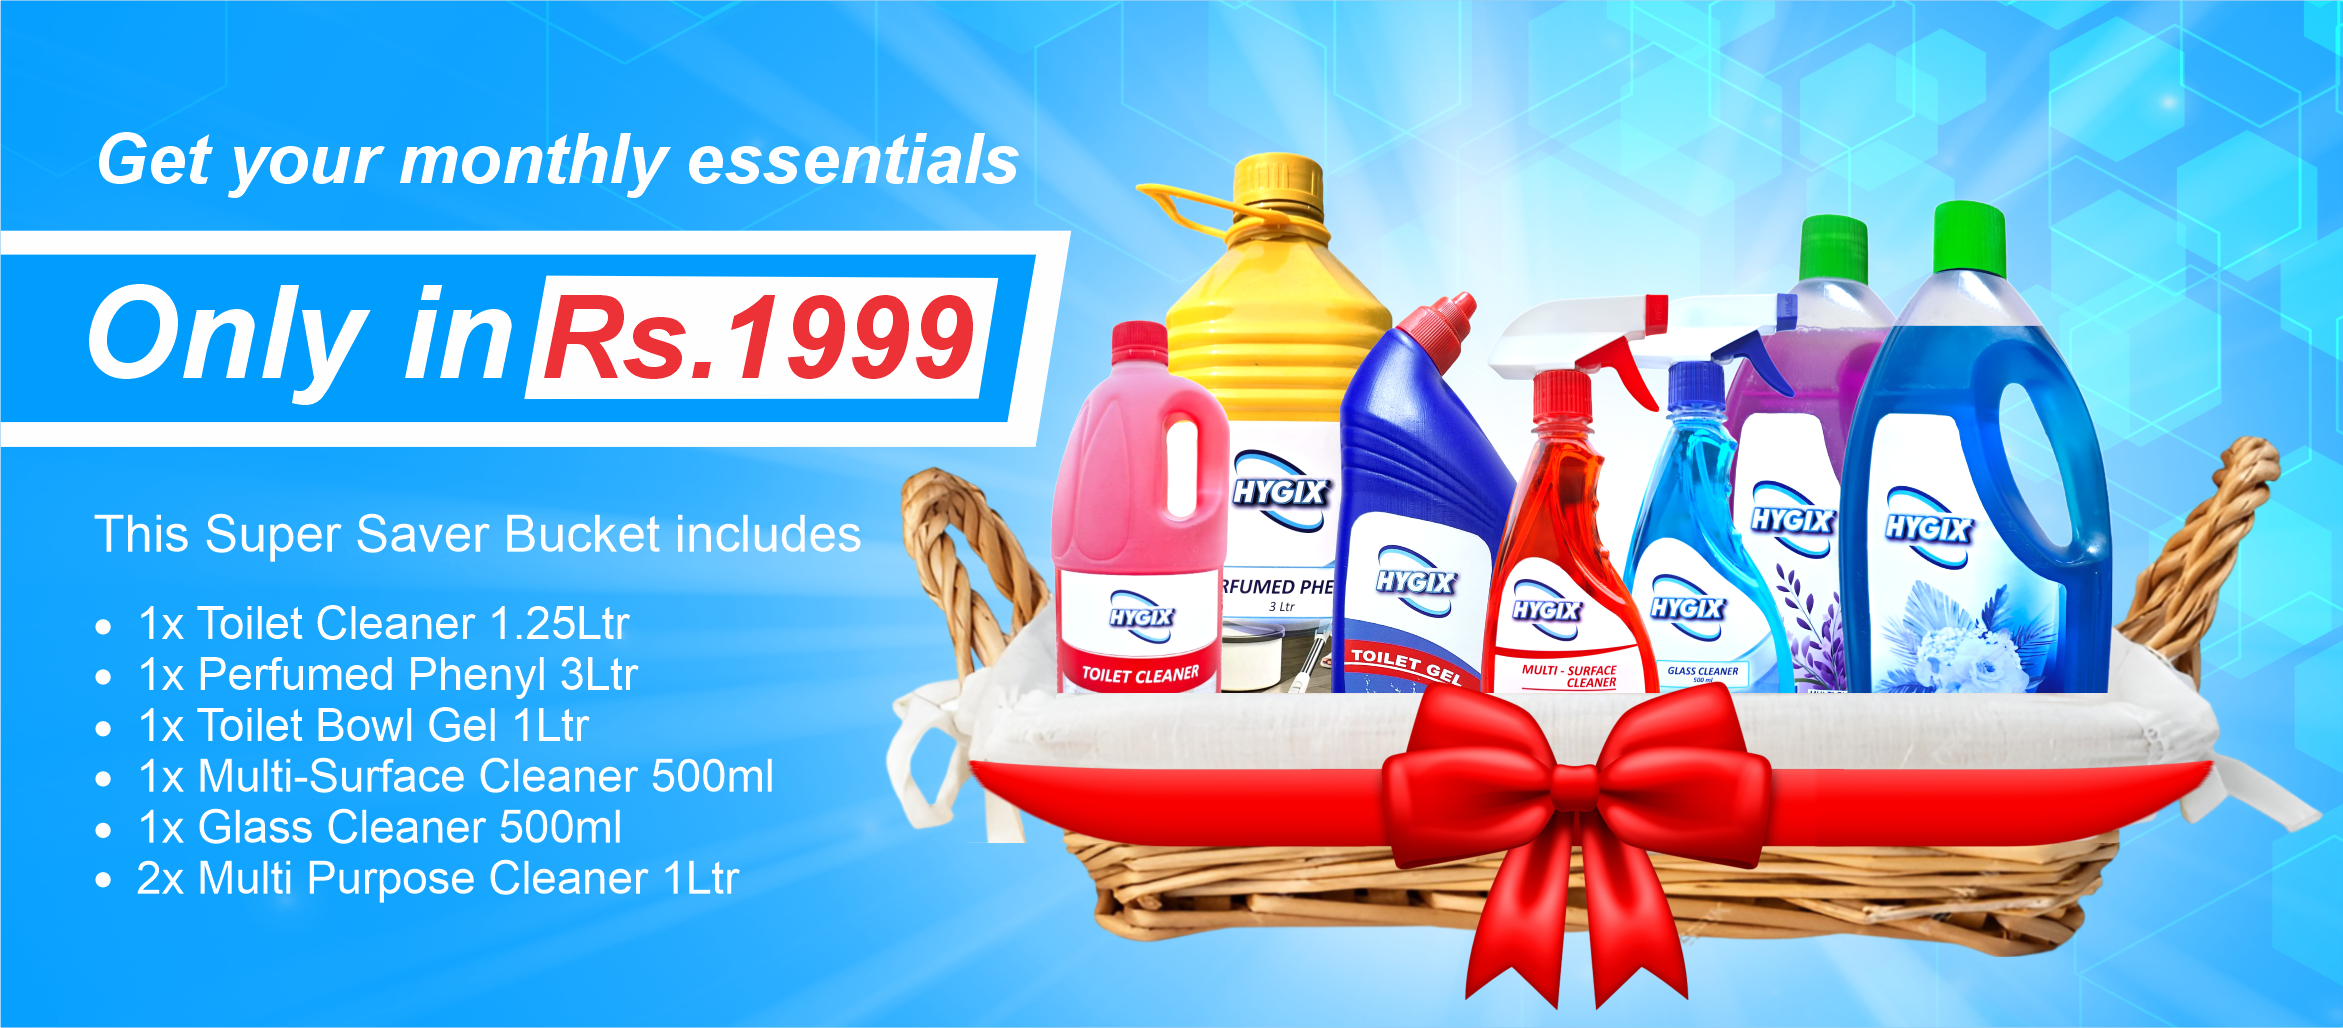 Get your monthly essentials
Only in Rs.1999
This Super Saver Bucket includes
• 1x Toilet Cleaner 1.25Ltr
• 1x Perfumed Phenyl 3Ltr
• 1x Toilet Bowl Gel 1Ltr
• 1x Multi-Surface Cleaner 500ml
• 1x Glass Cleaner 500ml
• 2x Multi Purpose Cleaner 1Ltr
HYGIX
TOILET CLEANER
HYGIX
RFUMED PHE
3 Ltr
HYGIX
TOILET GEL
HYGIX
MULTI - SURFACE
CLEANER
HYGIX
GLASS CLEANER
500 ml
HYGIX
HYGIX